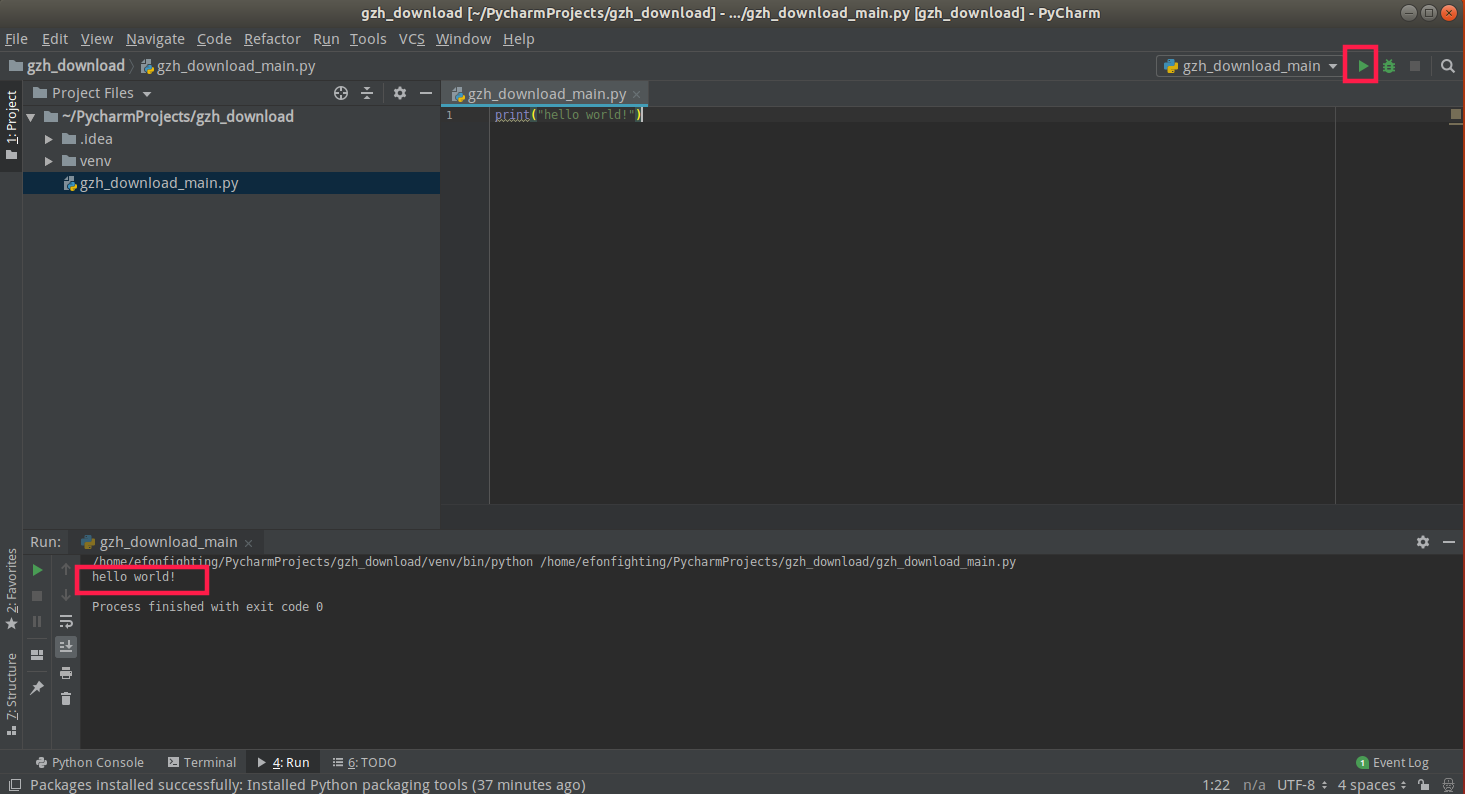 gzh_download [~/PycharmProjects/gzh_download] - .../gzh_download_main.py [gzh_download] - PyCharm
File Edit View Navigate Code Refactor Run Tools VCS Window Help
gzh_download gzh_download_main.py gzh_download_main
1: Project
Project Files
gzh_download_main.py
~/PycharmProjects/gzh_download
.idea
venv
gzh_download_main.py
1 print("hello world!")
2: Favorites
7: Structure
Run: gzh_download_main
/home/efonfighting/PycharmProjects/gzh_download/venv/bin/python /home/efonfighting/PycharmProjects/gzh_download/gzh_download_main.py
hello world!
Process finished with exit code 0
Python Console Terminal 4: Run 6: TODO 1 Event Log
Packages installed successfully: Installed Python packaging tools (37 minutes ago) 1:22 n/a UTF-8 4 spaces